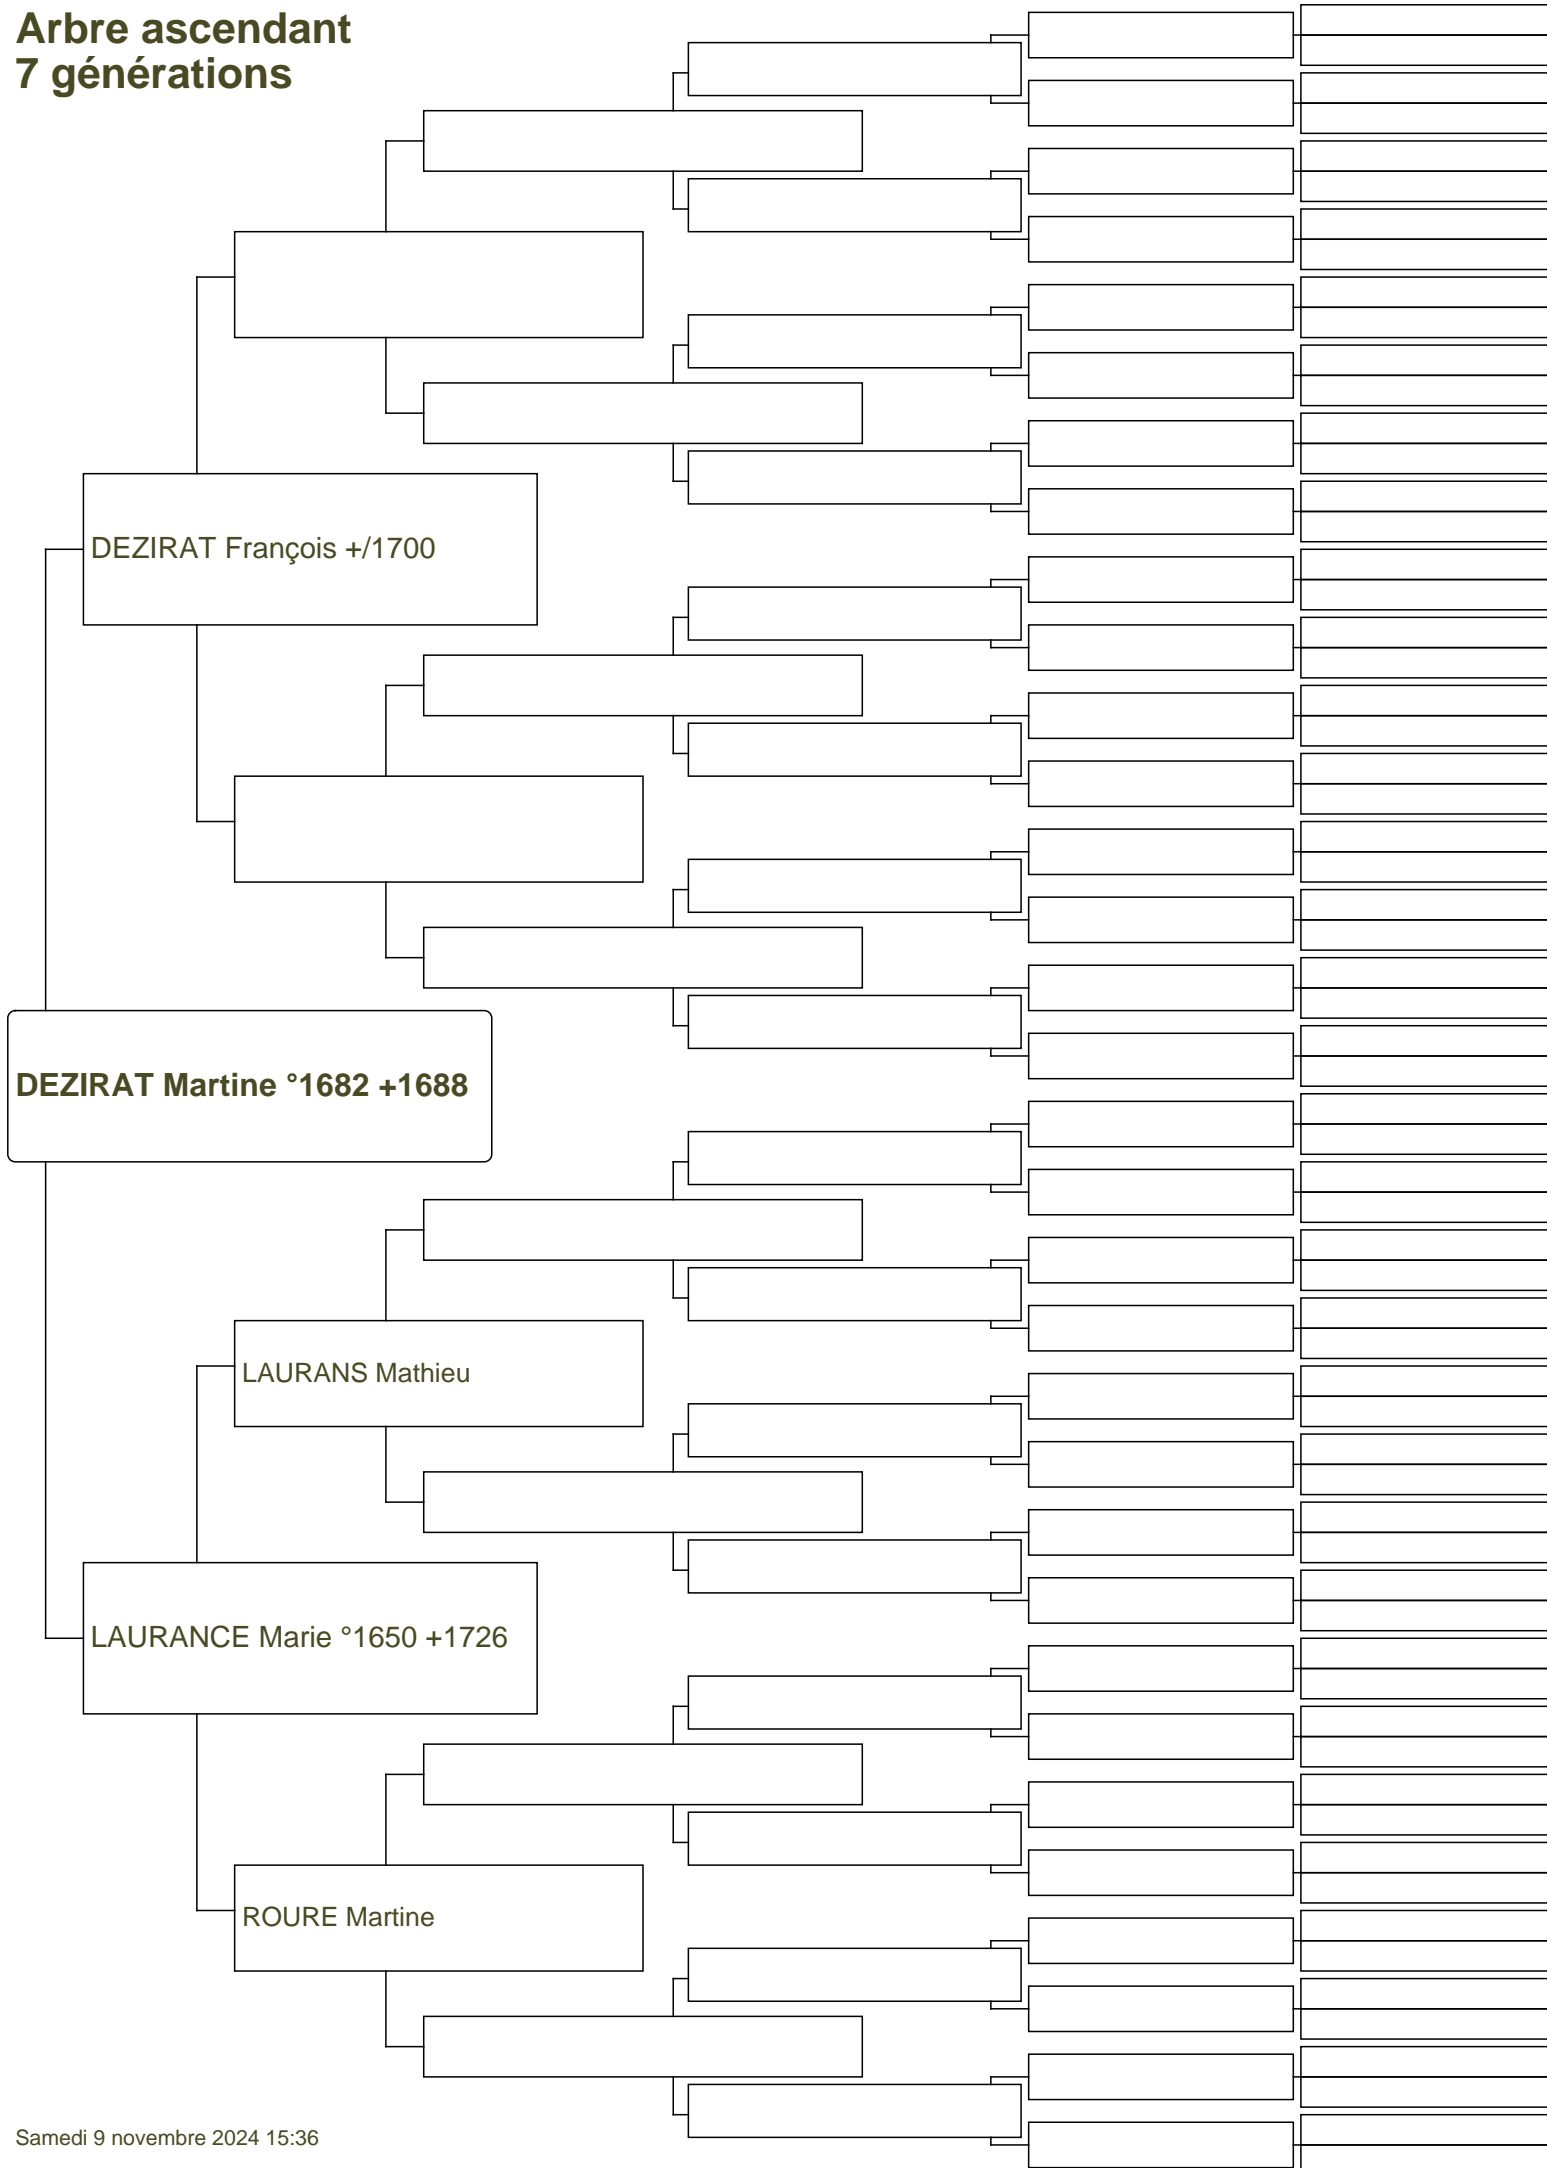 Arbre ascendant
7 générations
DEZIRAT François +/1700
DEZIRAT Martine °1682 +1688
LAURANS Mathieu
LAURANCE Marie °1650 +1726
ROURE Martine
Samedi 9 novembre 2024 15:36